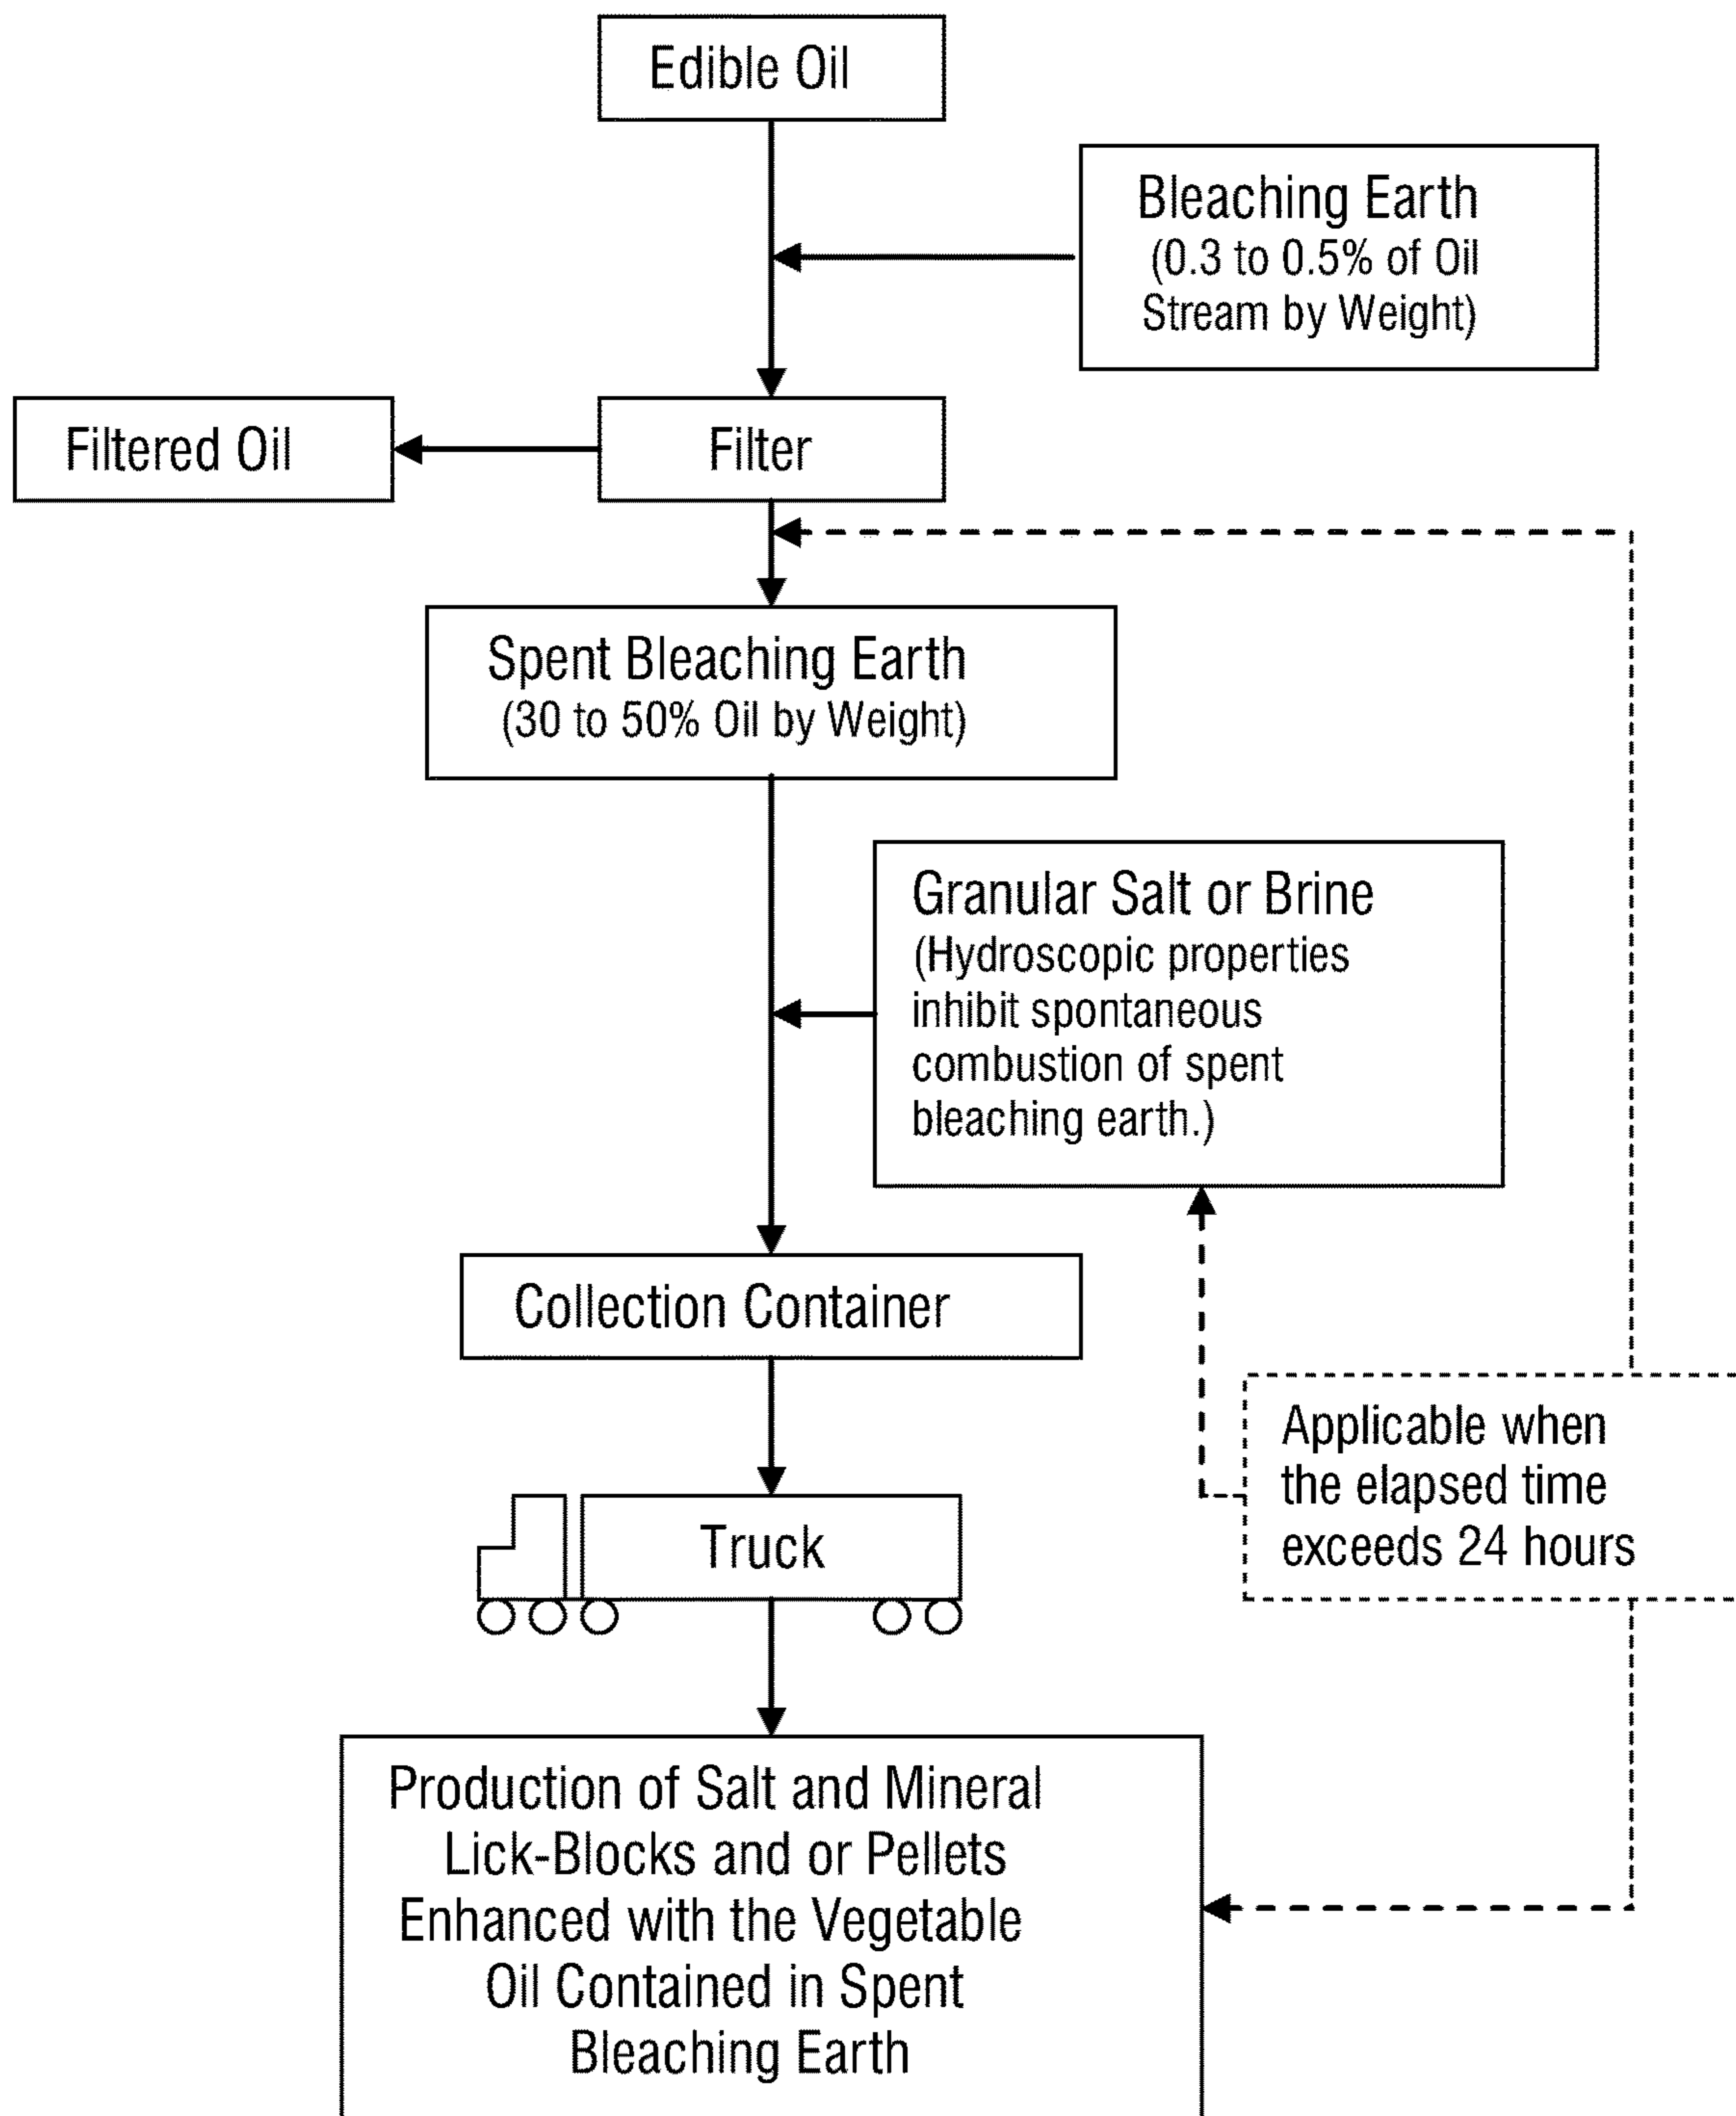 Edible Oil
Bleaching Earth
(0.3 to 0.5% of Oil
Stream by Weight)
Filtered Oil
Filter
Spent Bleaching Earth
(30 to 50% Oil by Weight)
Granular Salt or Brine
(Hydroscopic properties
inhibit spontaneous
combustion of spent
bleaching earth.)
Collection Container
Applicable when
the elapsed time
exceeds 24 hours
Truck
Production of Salt and Mineral
Lick-Blocks and or Pellets
Enhanced with the Vegetable
Oil Contained in Spent
Bleaching Earth